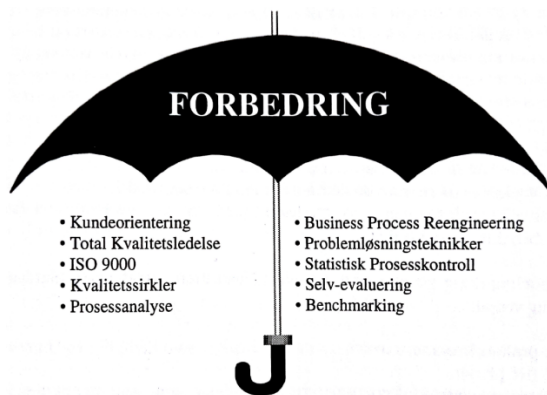 FORBEDRING
• Kundeorientering
• Total Kvalitetsledelse
• ISO 9000
• Kvalitetssirkler
• Prosessanalyse
• Business Process Reengineering
• Problemløsningsteknikker
• Statistisk Prosesskontroll
• Selv-evaluering
• Benchmarking